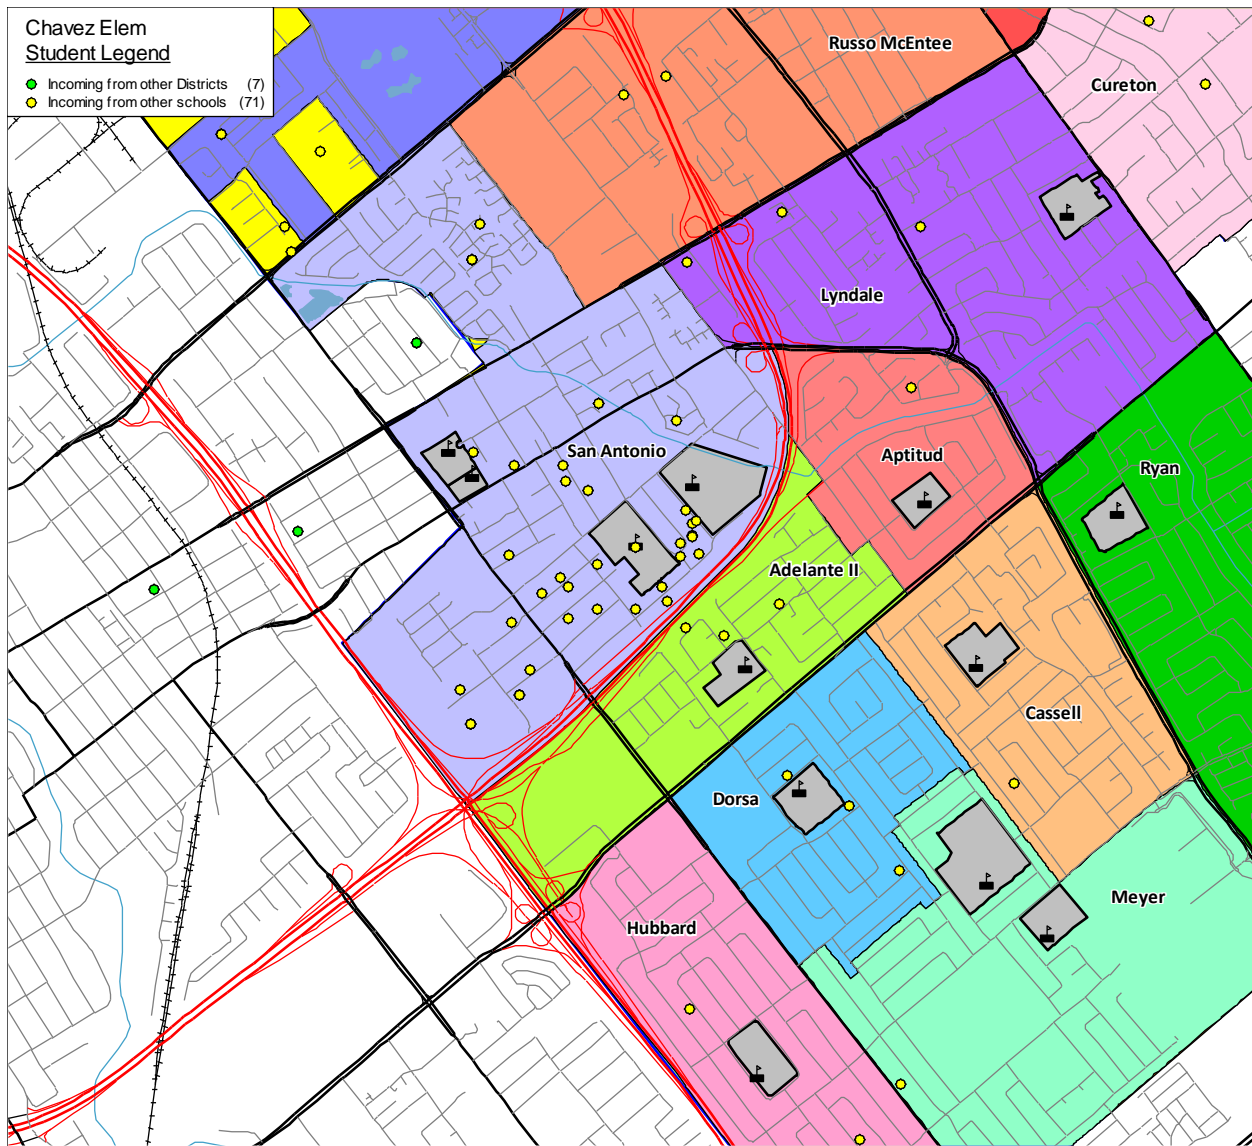 Chavez Elem
Student Legend
Incoming from other Districts (7)
Incoming from other schools (71)
Russo McEntee
Cureton
Lyndale
San Antonio
Aptitud
Ryan
Adelante II
Cassell
Dorsa
Meyer
Hubbard